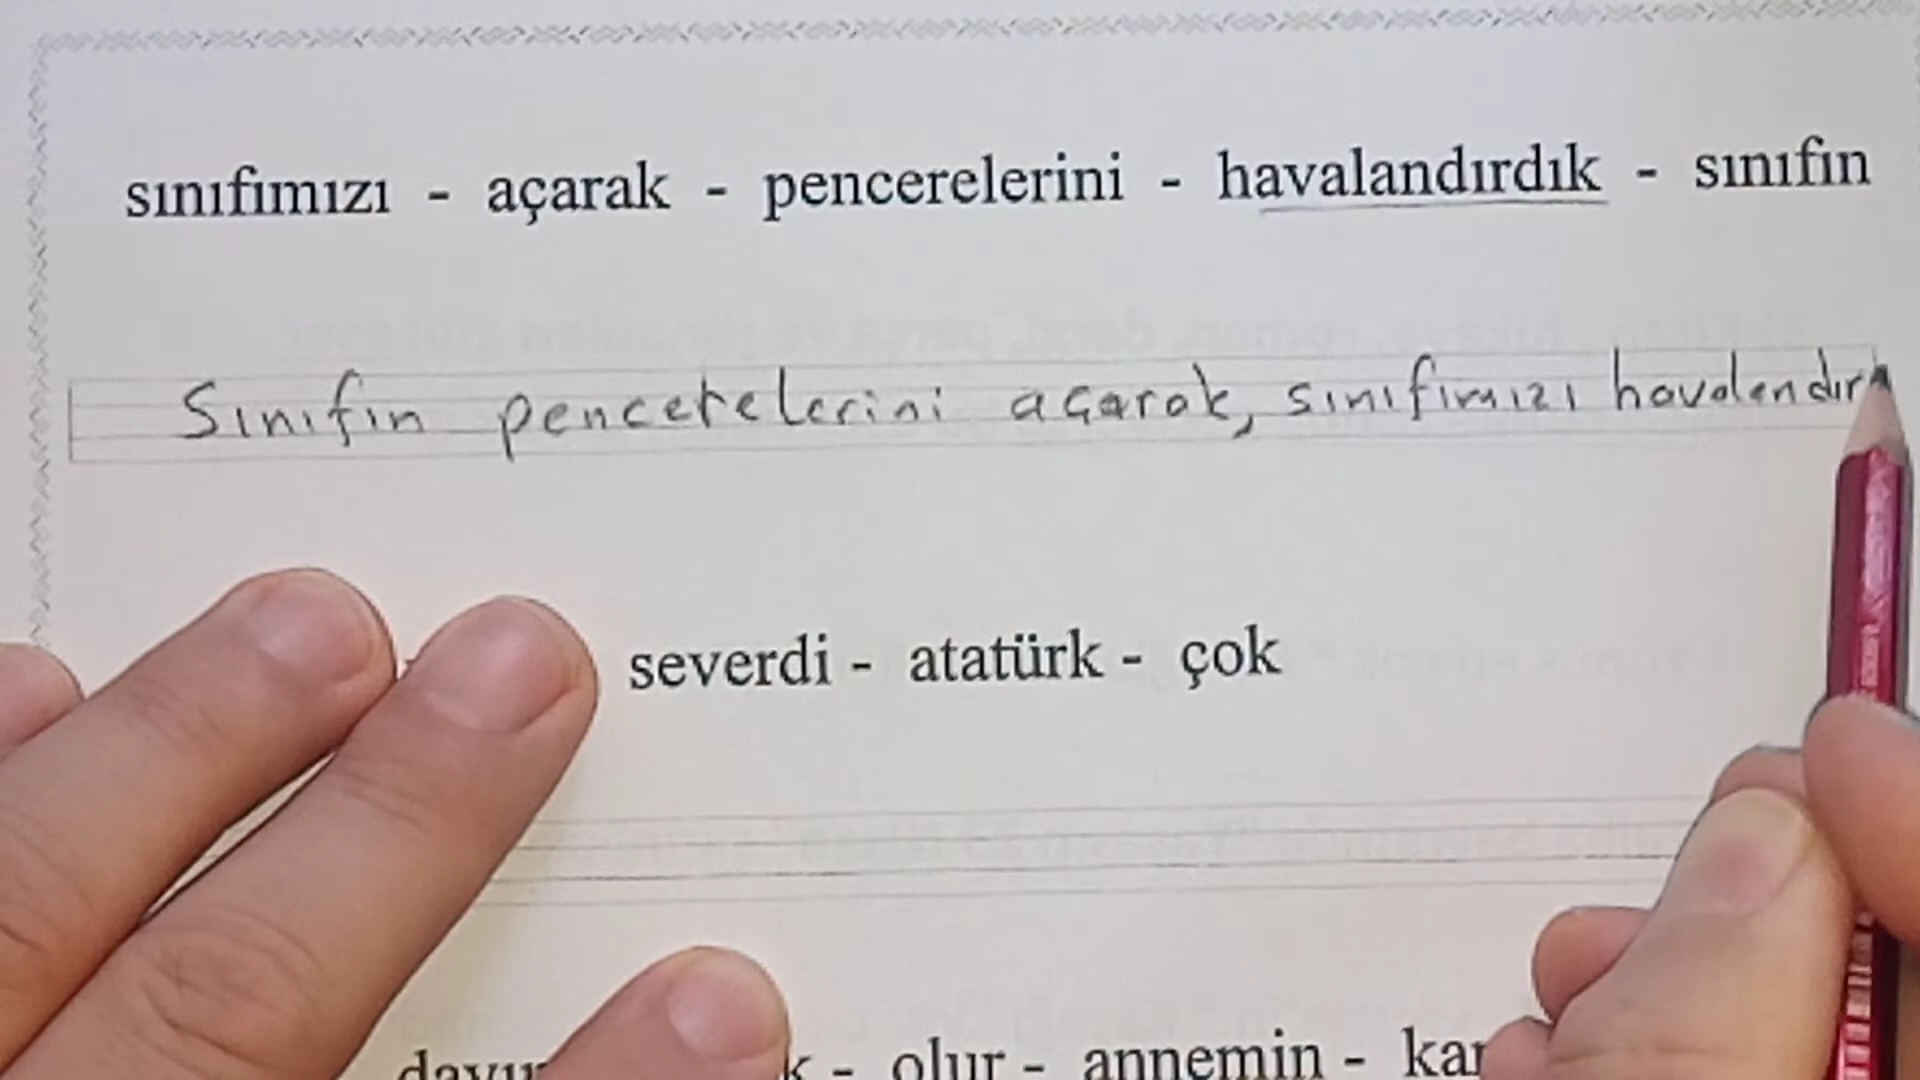 sınıfımızı - açarak - pencerelerini - havalandırdık - sınıfın
Sınıfın pencerelerini açarak, sınıfımızı havalandır
severdi - atatürk - çok
- olur - annemin -